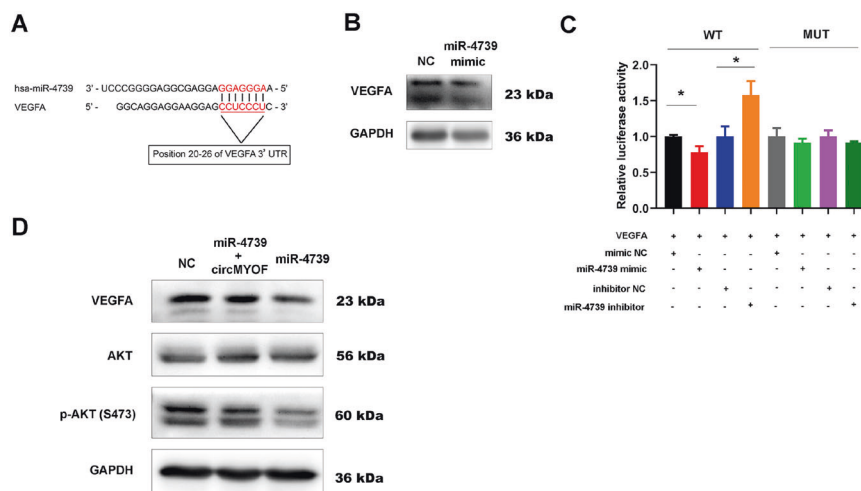 A
hsa-miR-4739 3' - UCCCGGGGAGGCGAGGAGGAGGGAA - 5'
VEGFA 5' - GGCAGGAGGAAGGAGCCUCCCUC - 3'
Position 20-26 of VEGFA 3' UTR
B
NC miR-4739 mimic
VEGFA 23 kDa
GAPDH 36 kDa
C
WT MUT
Relative luciferase activity
2.0
1.5
1.0
0.5
0.0
* *
VEGFA + + + + + + + +
mimic NC + - - - + - - -
miR-4739 mimic - + - - - + - -
inhibitor NC - - + - - - + -
miR-4739 inhibitor - - - + - - - +
D
NC miR-4739 + circMYOF miR-4739
VEGFA 23 kDa
AKT 56 kDa
p-AKT (S473) 60 kDa
GAPDH 36 kDa